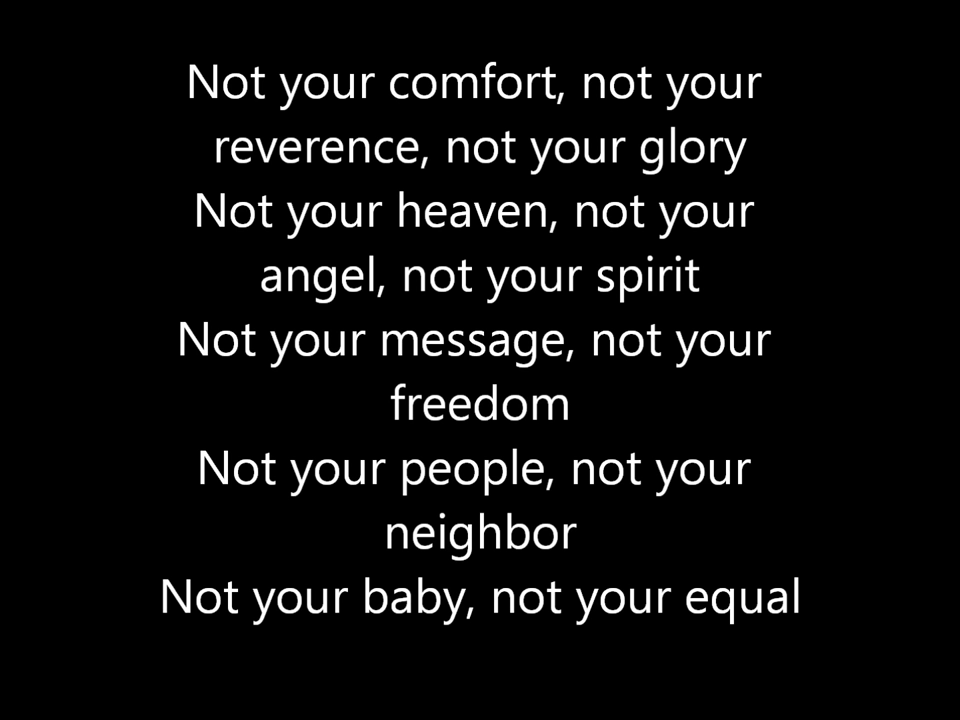 Not your comfort, not your
reverence, not your glory
Not your heaven, not your
angel, not your spirit
Not your message, not your
freedom
Not your people, not your
neighbor
Not your baby, not your equal